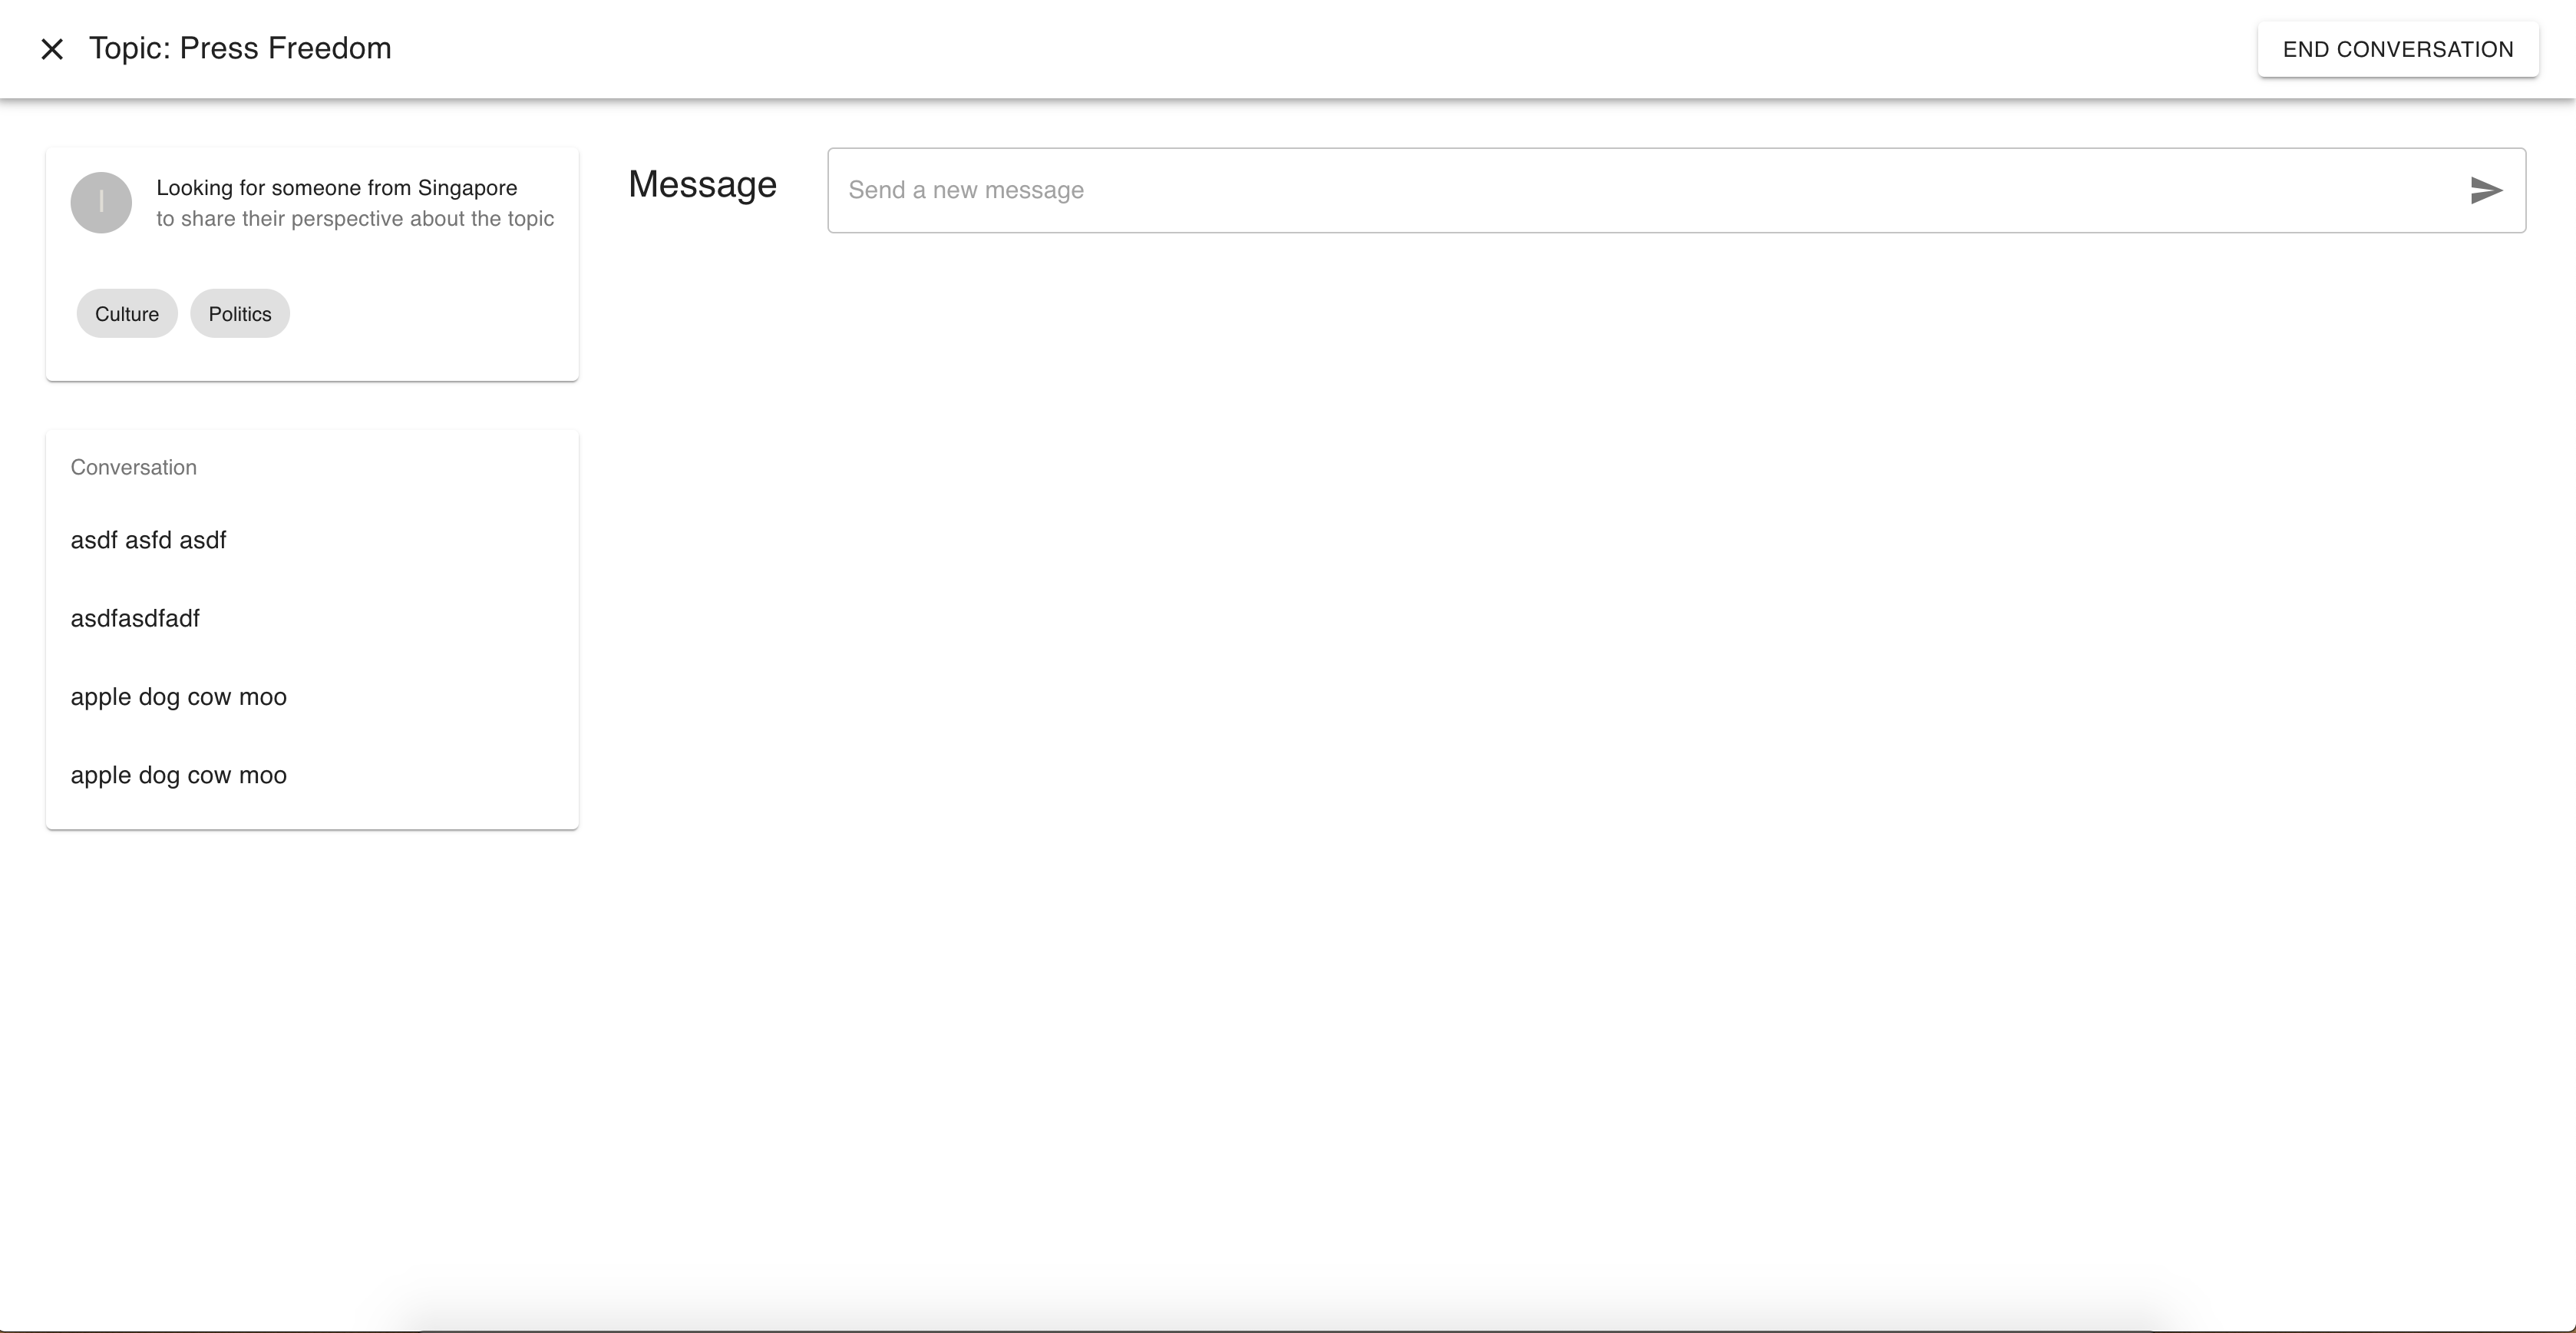 Topic: Press Freedom
END CONVERSATION
I
Looking for someone from Singapore
to share their perspective about the topic
Culture
Politics
Message
Send a new message
Conversation
asdf asfd asdf
asdfasdfadf
apple dog cow moo
apple dog cow moo